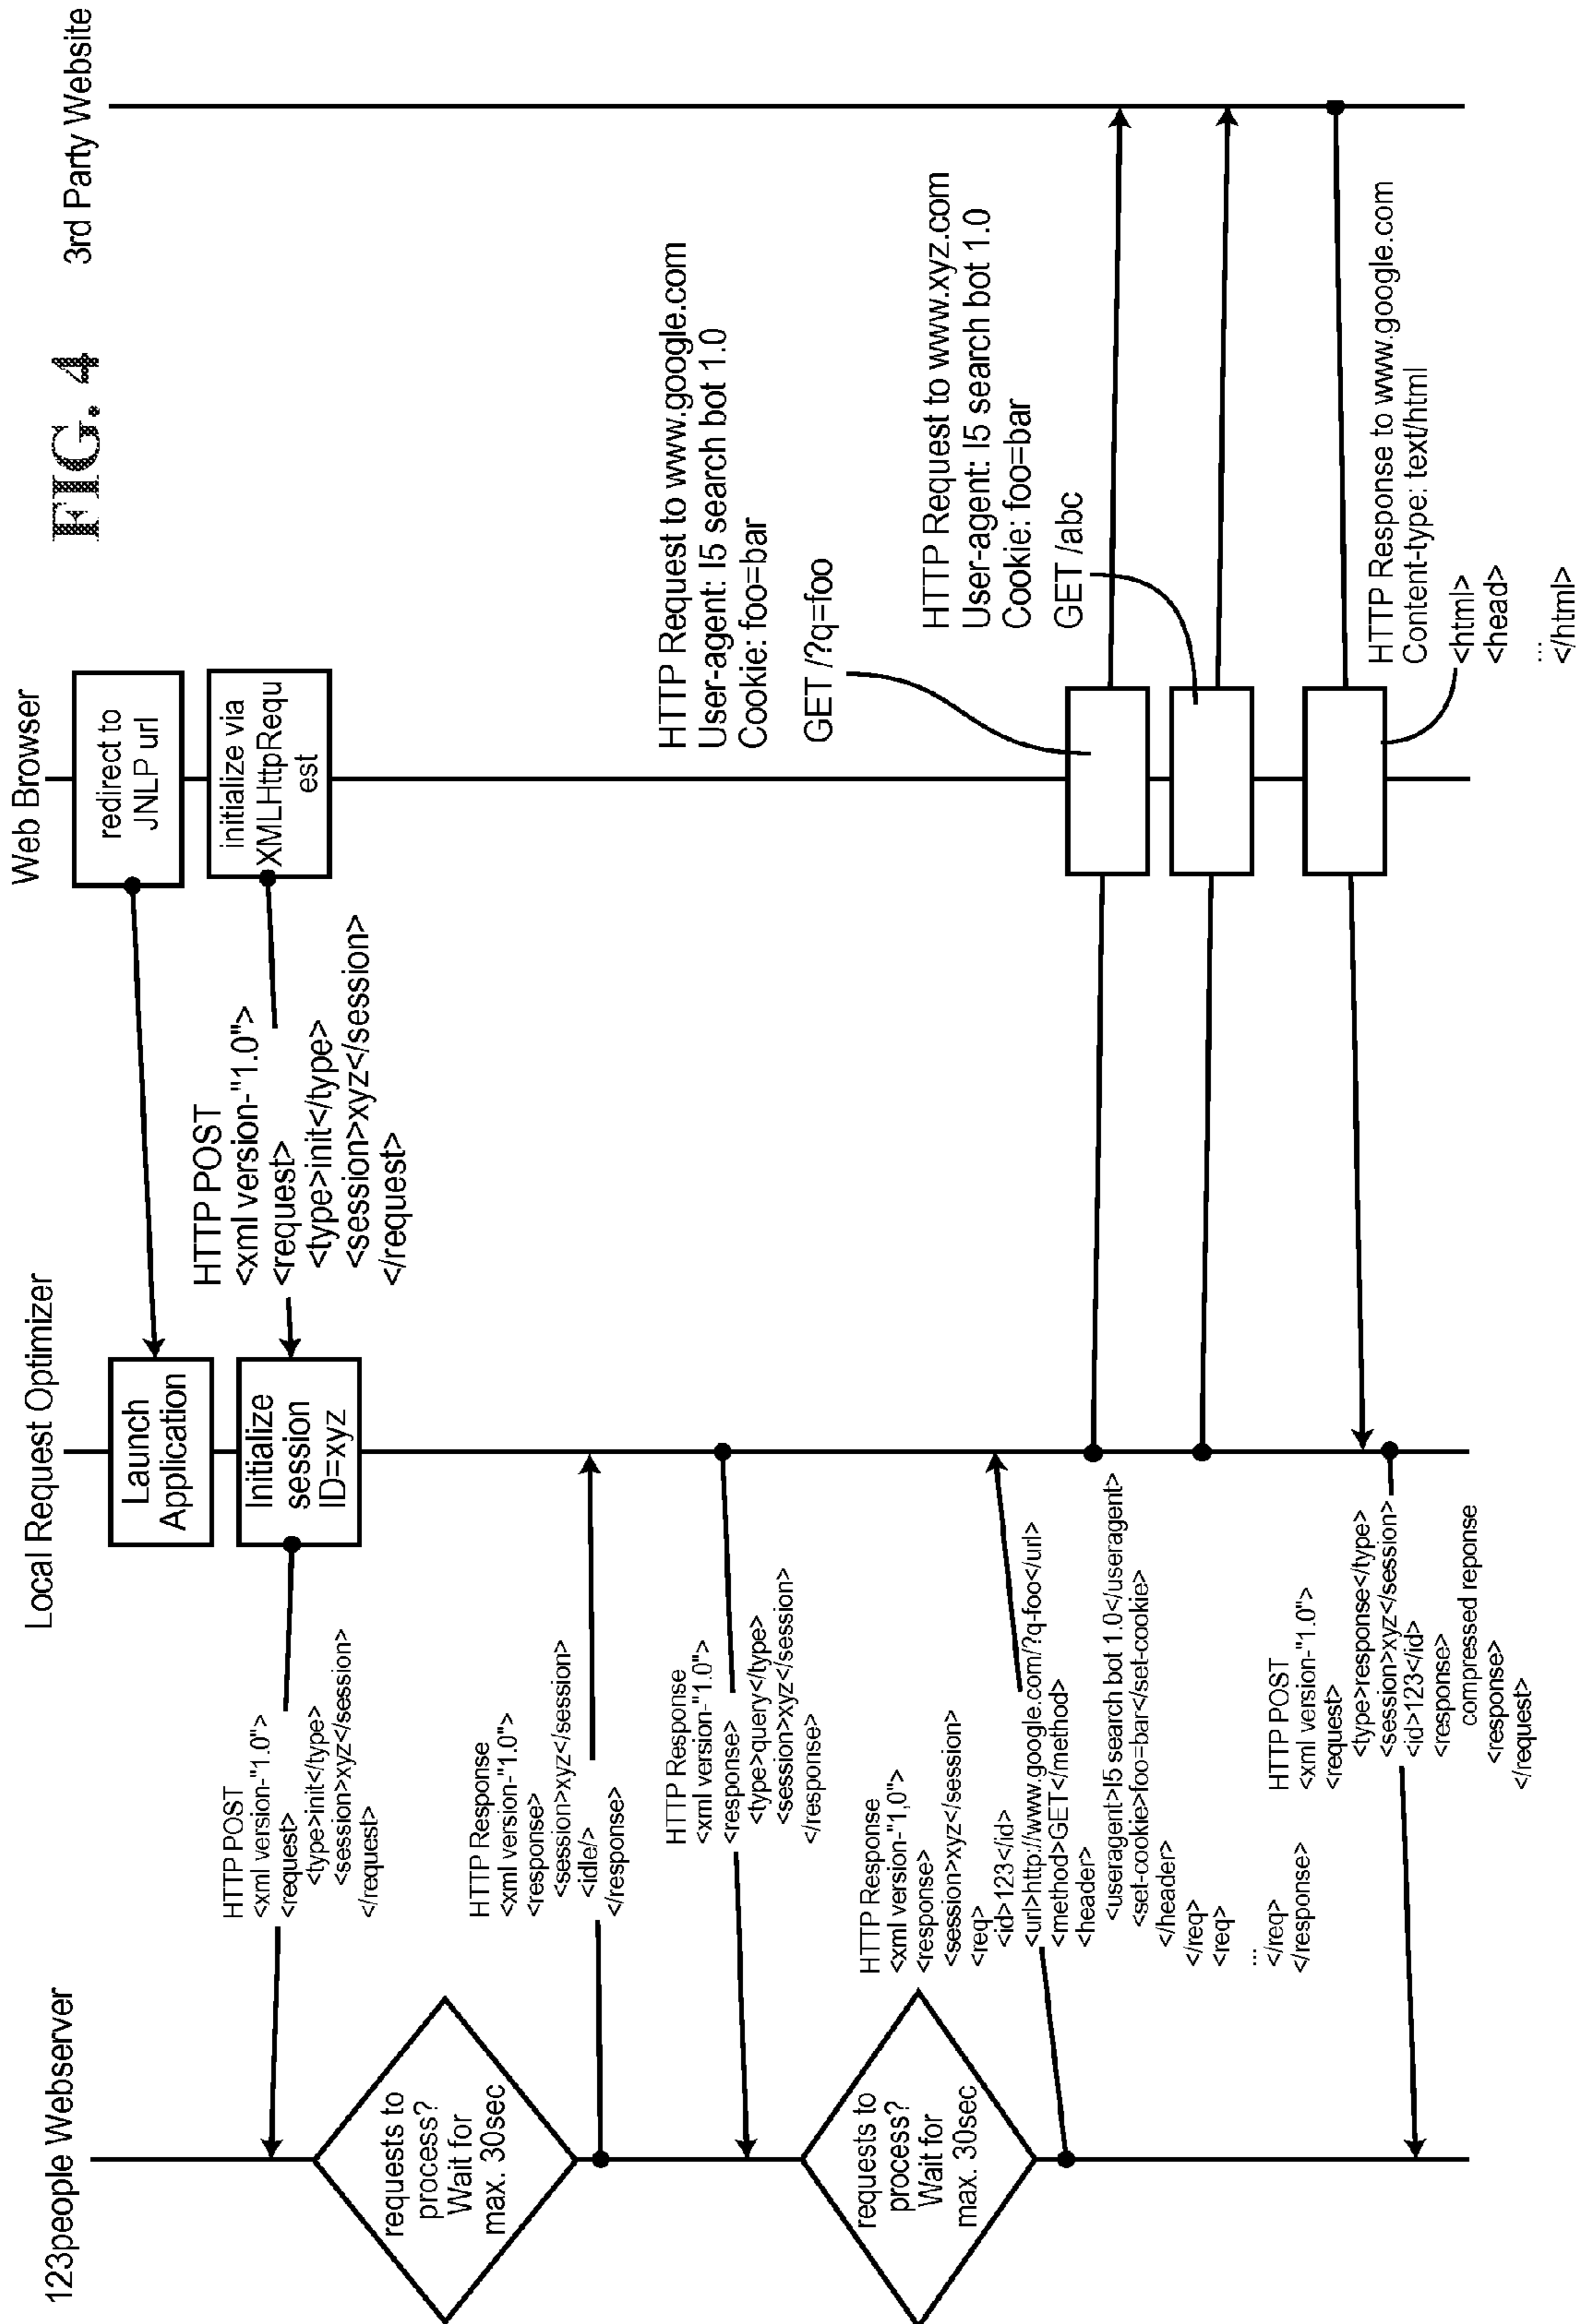 FIG. 4
123people Webserver
Local Request Optimizer
Web Browser
3rd Party Website
redirect to
JNLP url
Launch
Application
initialize via
XMLHttpRequ
est
HTTP POST
<xml version-"1.0">
<request>
<type>init</type>
<session>xyz</session>
</request>
Initialize
session
ID=xyz
HTTP POST
<xml version-"1.0">
<request>
<type>init</type>
<session>xyz</session>
</request>
requests to
process?
Wait for
max. 30sec
HTTP Response
<xml version-"1.0">
<response>
<session>xyz</session>
<idle/>
</response>
HTTP Response
<xml version-"1.0">
<response>
<type>query</type>
<session>xyz</session>
</response>
requests to
process?
Wait for
max. 30sec
HTTP Response
<xml version-"1,0">
<response>
<session>xyz</session>
<req>
<id>123</id>
<url>http://www.google.com/?q-foo</url>
<method>GET</method>
<header>
<useragent>I5 search bot 1.0</useragent>
<set-cookie>foo=bar</set-cookie>
</header>
</req>
<req>
...
</req>
</response>
HTTP Request to www.google.com
User-agent: I5 search bot 1.0
Cookie: foo=bar
GET /?q=foo
HTTP Request to www.xyz.com
User-agent: I5 search bot 1.0
Cookie: foo=bar
GET /abc
HTTP Response to www.google.com
Content-type: text/html
<html>
<head>
...
</html>
HTTP POST
<xml version-"1.0">
<request>
<type>response</type>
<session>xyz</session>
<id>123</id>
<response>
compressed reponse
<response>
</request>